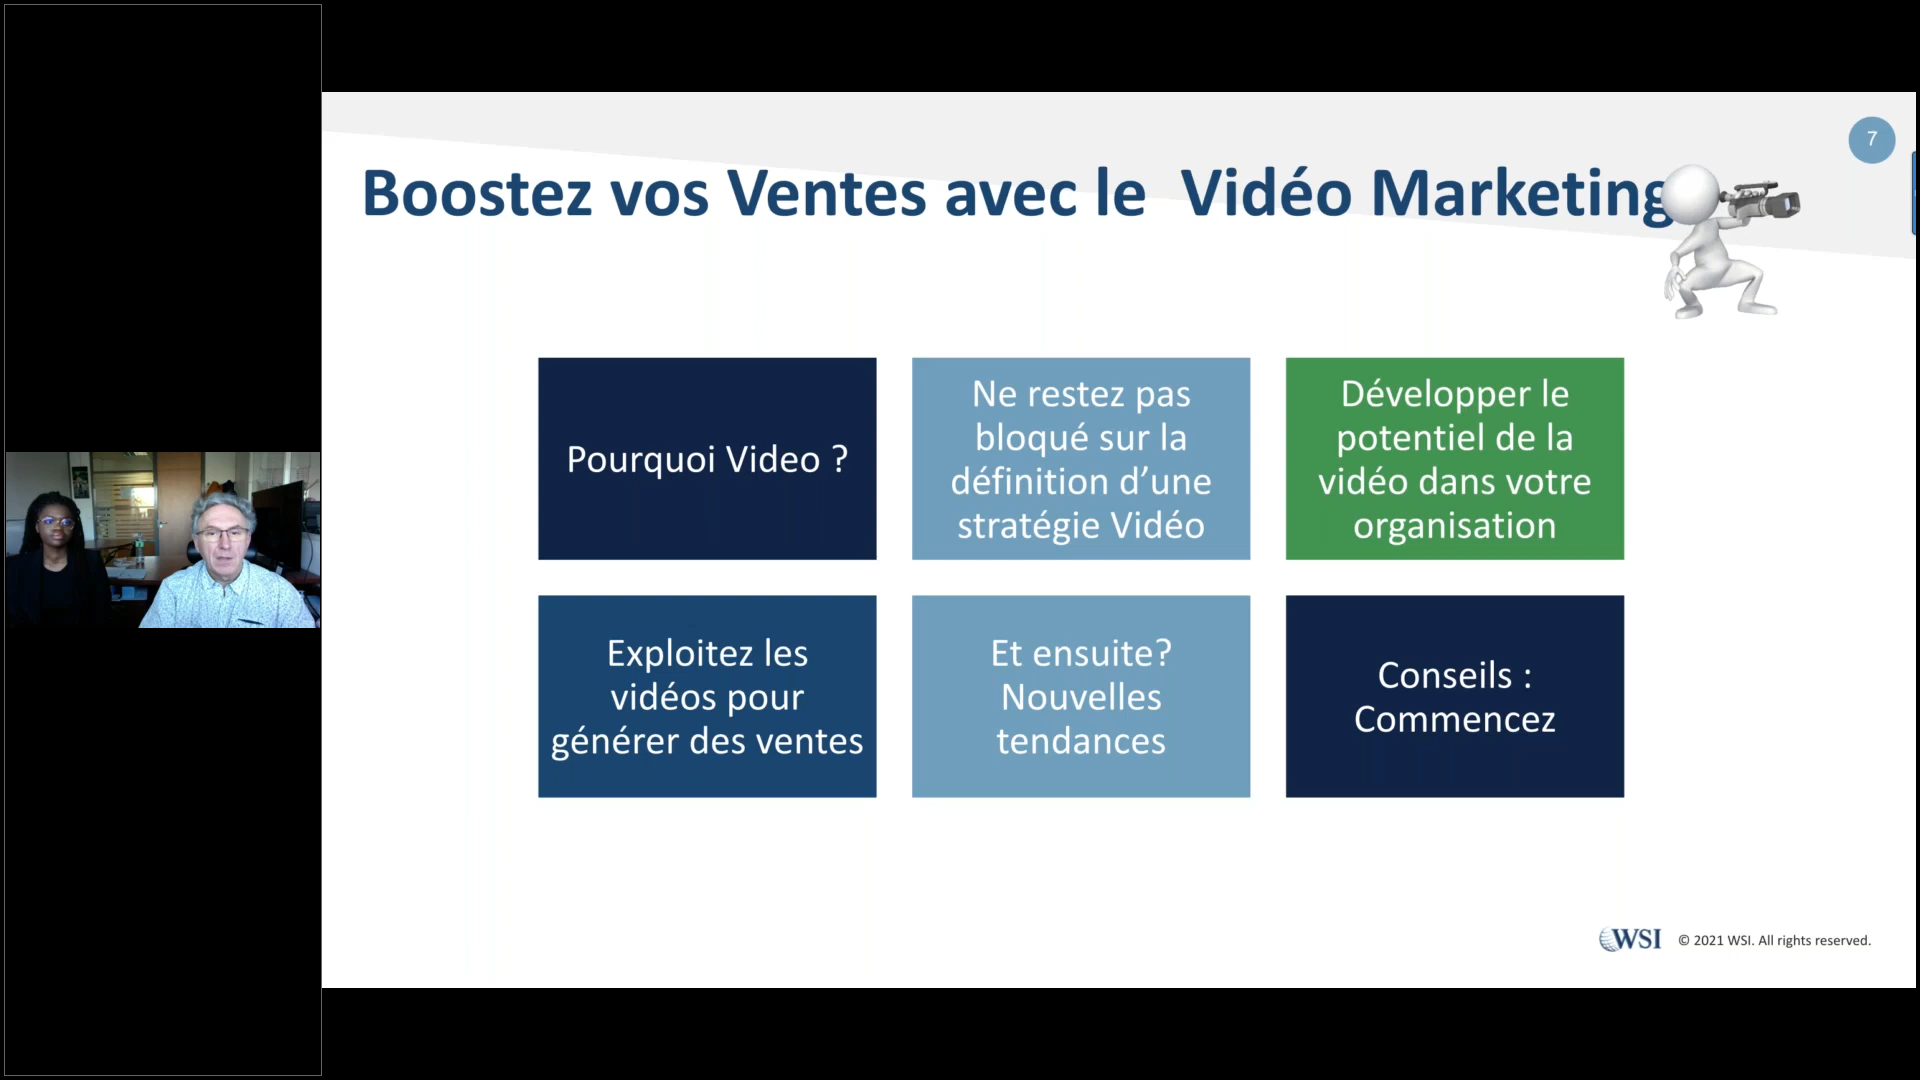 7
Boostez vos Ventes avec le Vidéo Marketing
Pourquoi Video ?
Ne restez pas
bloqué sur la
définition d’une
stratégie Vidéo
Développer le
potentiel de la
vidéo dans votre
organisation
Exploitez les
vidéos pour
générer des ventes
Et ensuite?
Nouvelles
tendances
Conseils :
Commencez
WSI © 2021 WSI. All rights reserved.